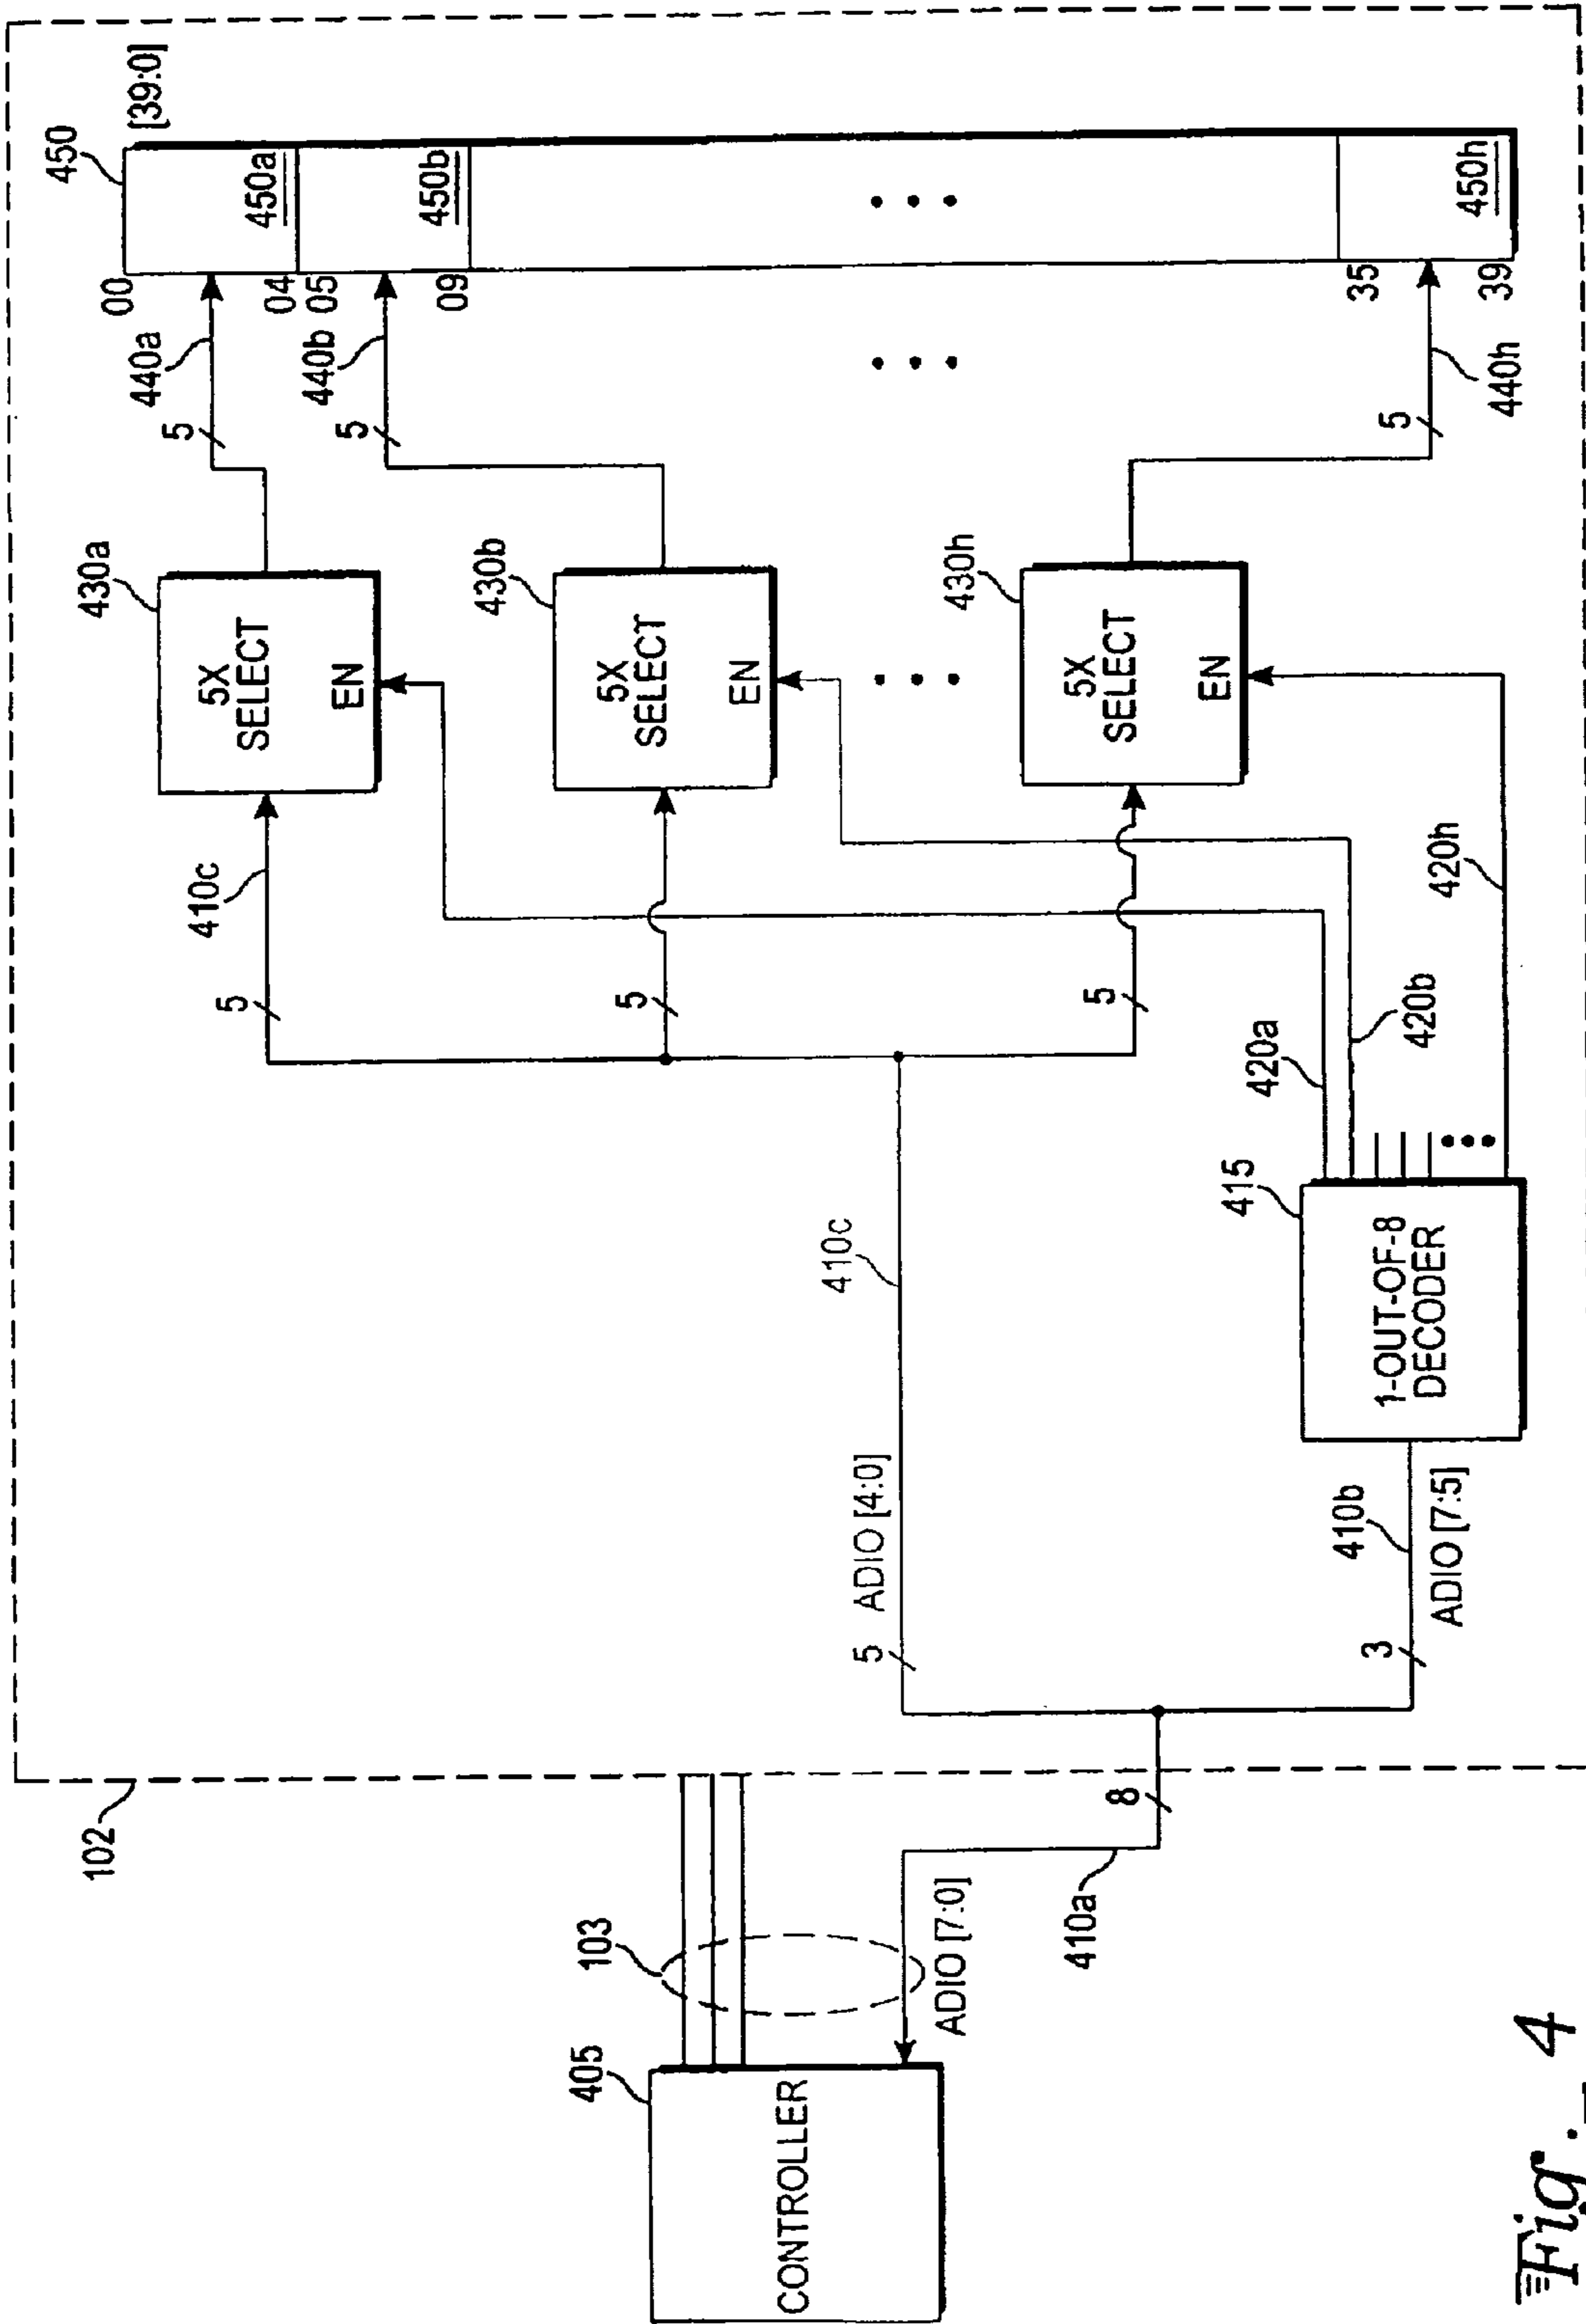 102
405
CONTROLLER
103
ADIO [7:0]
410a
8
5
ADIO [4:0]
410c
3
410b
ADIO [7:5]
415
1-OUT-OF-8
DECODER
420a
420b
420h
5
410c
5
5
430a
5X
SELECT
EN
430b
5X
SELECT
EN
430h
5X
SELECT
EN
5
440a
5
440b
5
440h
450
[39:0]
00
450a
04
05
450b
09
35
450h
39
Fig. 4